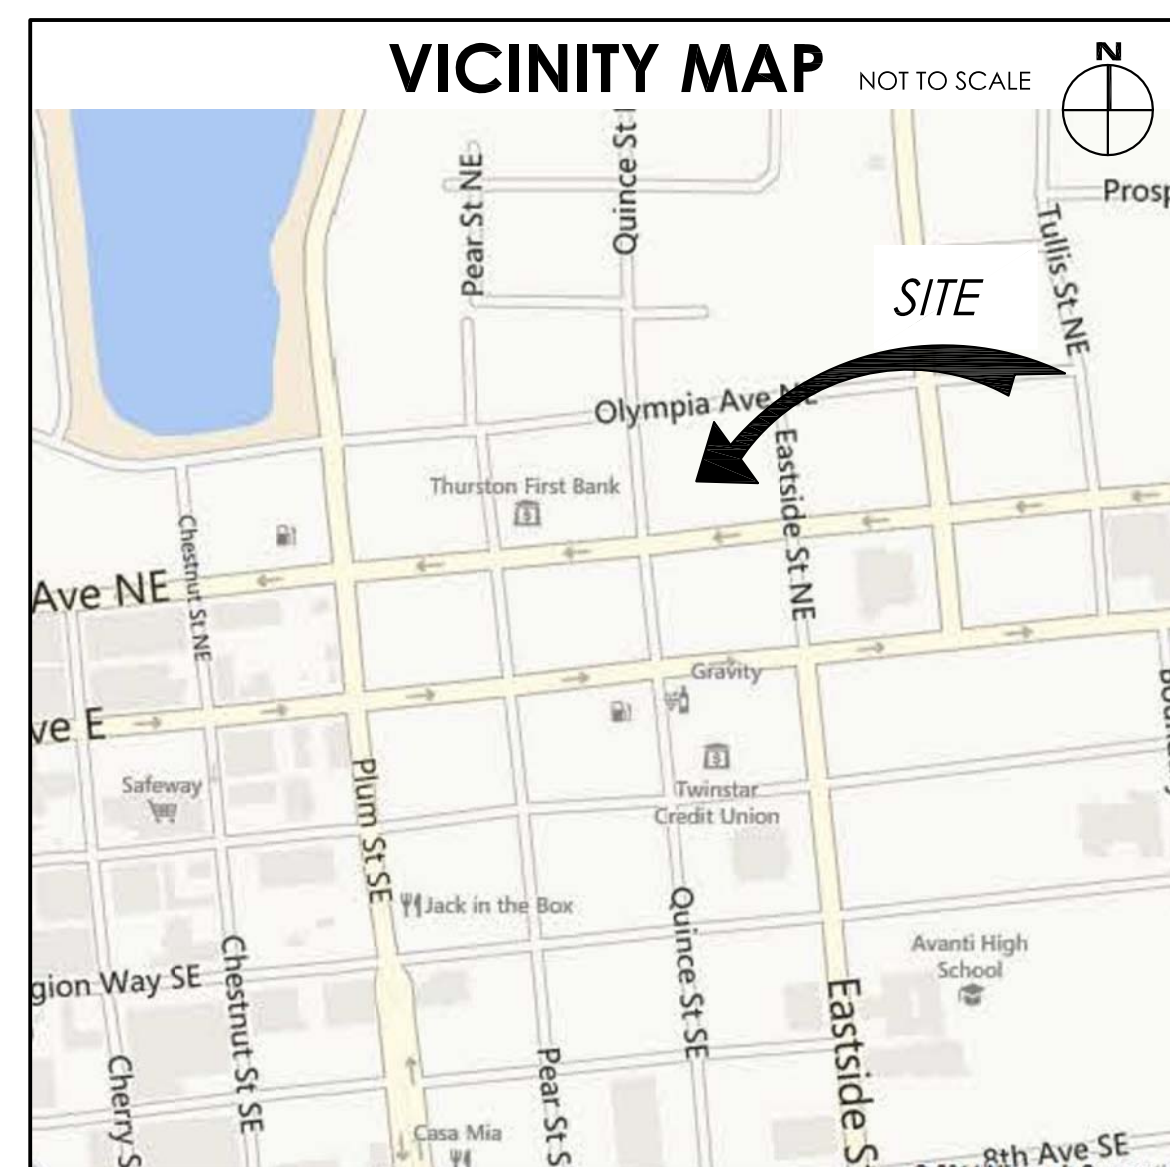 VICINITY MAP
NOT TO SCALE
N
Quince St
Pear St NE
Prosp
Tullis St NE
SITE
Olympia Ave NE
Eastside St NE
Thurston First Bank
Chestnut St NE
Ave NE
Gravity
ve E
Safeway
Plum St SE
Twinstar
Credit Union
Jack in the Box
Quince St SE
Avanti High
School
gion Way SE
Chestnut St SE
Eastside S
Cherry S
Pear St S
Casa Mia
8th Ave SE